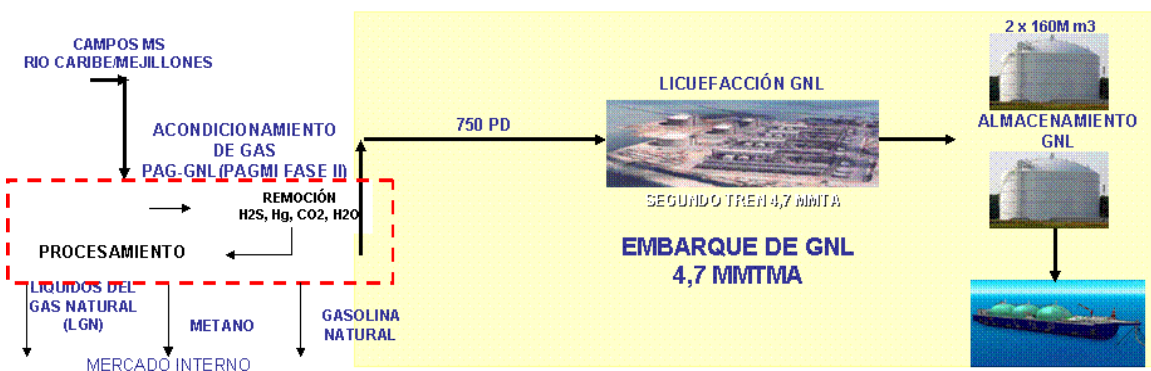 CAMPOS MS
RIO CARIBE/MEJILLONES
ACONDICIONAMIENTO
DE GAS
PAG-GNL(PAGMI FASE II)
REMOCIÓN
H2S, Hg, CO2, H2O
PROCESAMIENTO
LIQUIDOS DEL
GAS NATURAL
(LGN)
METANO
GASOLINA
NATURAL
MERCADO INTERNO
750 PD
LICUEFACCIÓN GNL
SEGUNDO TREN 4,7 MMTA
EMBARQUE DE GNL
4,7 MMTMA
2 x 160M m3
ALMACENAMIENTO
GNL